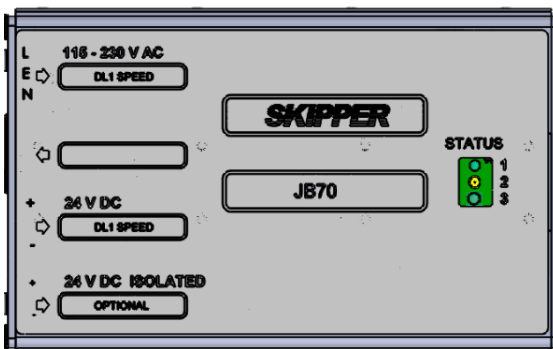 L
115 - 230 V AC
E
DL1 SPEED
N
SKIPPER
STATUS
1
2
3
JB70
+
24 V DC
DL1 SPEED
-
+
24 V DC ISOLATED
OPTIONAL
-